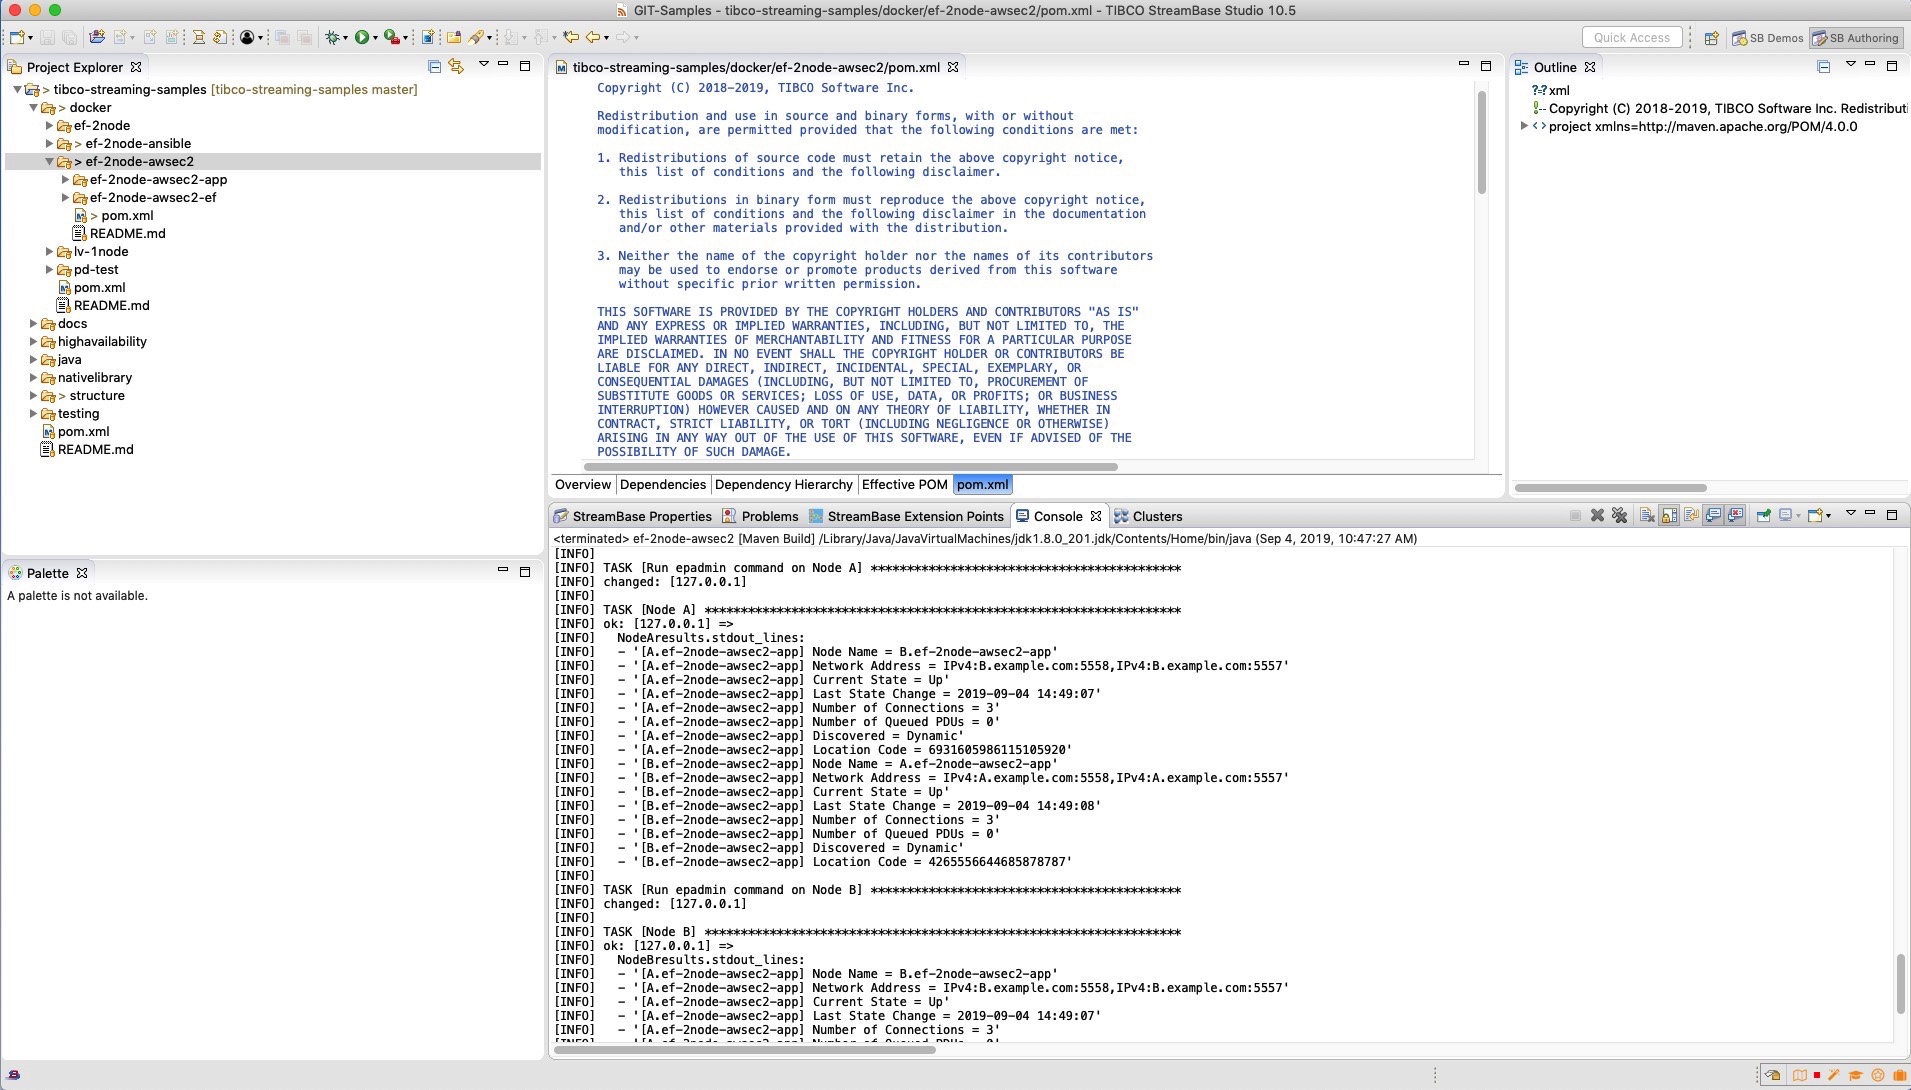 GIT-Samples - tibco-streaming-samples/docker/ef-2node-awsec2/pom.xml - TIBCO StreamBase Studio 10.5
Quick Access
SB Demos
SB Authoring
Project Explorer
> tibco-streaming-samples [tibco-streaming-samples master]
> docker
ef-2node
> ef-2node-ansible
> ef-2node-awsec2
ef-2node-awsec2-app
ef-2node-awsec2-ef
> pom.xml
README.md
lv-1node
pd-test
pom.xml
README.md
docs
highavailability
java
nativelibrary
> structure
testing
pom.xml
README.md
Palette
A palette is not available.
tibco-streaming-samples/docker/ef-2node-awsec2/pom.xml
Copyright (C) 2018-2019, TIBCO Software Inc.
Redistribution and use in source and binary forms, with or without
modification, are permitted provided that the following conditions are met:
1. Redistributions of source code must retain the above copyright notice,
this list of conditions and the following disclaimer.
2. Redistributions in binary form must reproduce the above copyright notice,
this list of conditions and the following disclaimer in the documentation
and/or other materials provided with the distribution.
3. Neither the name of the copyright holder nor the names of its contributors
may be used to endorse or promote products derived from this software
without specific prior written permission.
THIS SOFTWARE IS PROVIDED BY THE COPYRIGHT HOLDERS AND CONTRIBUTORS "AS IS"
AND ANY EXPRESS OR IMPLIED WARRANTIES, INCLUDING, BUT NOT LIMITED TO, THE
IMPLIED WARRANTIES OF MERCHANTABILITY AND FITNESS FOR A PARTICULAR PURPOSE
ARE DISCLAIMED. IN NO EVENT SHALL THE COPYRIGHT HOLDER OR CONTRIBUTORS BE
LIABLE FOR ANY DIRECT, INDIRECT, INCIDENTAL, SPECIAL, EXEMPLARY, OR
CONSEQUENTIAL DAMAGES (INCLUDING, BUT NOT LIMITED TO, PROCUREMENT OF
SUBSTITUTE GOODS OR SERVICES; LOSS OF USE, DATA, OR PROFITS; OR BUSINESS
INTERRUPTION) HOWEVER CAUSED AND ON ANY THEORY OF LIABILITY, WHETHER IN
CONTRACT, STRICT LIABILITY, OR TORT (INCLUDING NEGLIGENCE OR OTHERWISE)
ARISING IN ANY WAY OUT OF THE USE OF THIS SOFTWARE, EVEN IF ADVISED OF THE
POSSIBILITY OF SUCH DAMAGE.
Overview Dependencies Dependency Hierarchy Effective POM pom.xml
Outline
?-? xml
Copyright (C) 2018-2019, TIBCO Software Inc. Redistributi
<> project xmlns=http://maven.apache.org/POM/4.0.0
StreamBase Properties Problems StreamBase Extension Points Console Clusters
<terminated> ef-2node-awsec2 [Maven Build] /Library/Java/JavaVirtualMachines/jdk1.8.0_201.jdk/Contents/Home/bin/java (Sep 4, 2019, 10:47:27 AM)
[INFO]
[INFO] TASK [Run epadmin command on Node A] *******************************************
[INFO] changed: [127.0.0.1]
[INFO]
[INFO] TASK [Node A] ******************************************************************
[INFO] ok: [127.0.0.1] =>
[INFO] NodeAresults.stdout_lines:
[INFO] - '[A.ef-2node-awsec2-app] Node Name = B.ef-2node-awsec2-app'
[INFO] - '[A.ef-2node-awsec2-app] Network Address = IPv4:B.example.com:5558,IPv4:B.example.com:5557'
[INFO] - '[A.ef-2node-awsec2-app] Current State = Up'
[INFO] - '[A.ef-2node-awsec2-app] Last State Change = 2019-09-04 14:49:07'
[INFO] - '[A.ef-2node-awsec2-app] Number of Connections = 3'
[INFO] - '[A.ef-2node-awsec2-app] Number of Queued PDUs = 0'
[INFO] - '[A.ef-2node-awsec2-app] Discovered = Dynamic'
[INFO] - '[A.ef-2node-awsec2-app] Location Code = 6931605986115105920'
[INFO] - '[B.ef-2node-awsec2-app] Node Name = A.ef-2node-awsec2-app'
[INFO] - '[B.ef-2node-awsec2-app] Network Address = IPv4:A.example.com:5558,IPv4:A.example.com:5557'
[INFO] - '[B.ef-2node-awsec2-app] Current State = Up'
[INFO] - '[B.ef-2node-awsec2-app] Last State Change = 2019-09-04 14:49:08'
[INFO] - '[B.ef-2node-awsec2-app] Number of Connections = 3'
[INFO] - '[B.ef-2node-awsec2-app] Number of Queued PDUs = 0'
[INFO] - '[B.ef-2node-awsec2-app] Discovered = Dynamic'
[INFO] - '[B.ef-2node-awsec2-app] Location Code = 4265556644685878787'
[INFO]
[INFO] TASK [Run epadmin command on Node B] *******************************************
[INFO] changed: [127.0.0.1]
[INFO]
[INFO] TASK [Node B] ******************************************************************
[INFO] ok: [127.0.0.1] =>
[INFO] NodeBresults.stdout_lines:
[INFO] - '[A.ef-2node-awsec2-app] Node Name = B.ef-2node-awsec2-app'
[INFO] - '[A.ef-2node-awsec2-app] Network Address = IPv4:B.example.com:5558,IPv4:B.example.com:5557'
[INFO] - '[A.ef-2node-awsec2-app] Current State = Up'
[INFO] - '[A.ef-2node-awsec2-app] Last State Change = 2019-09-04 14:49:07'
[INFO] - '[A.ef-2node-awsec2-app] Number of Connections = 3'